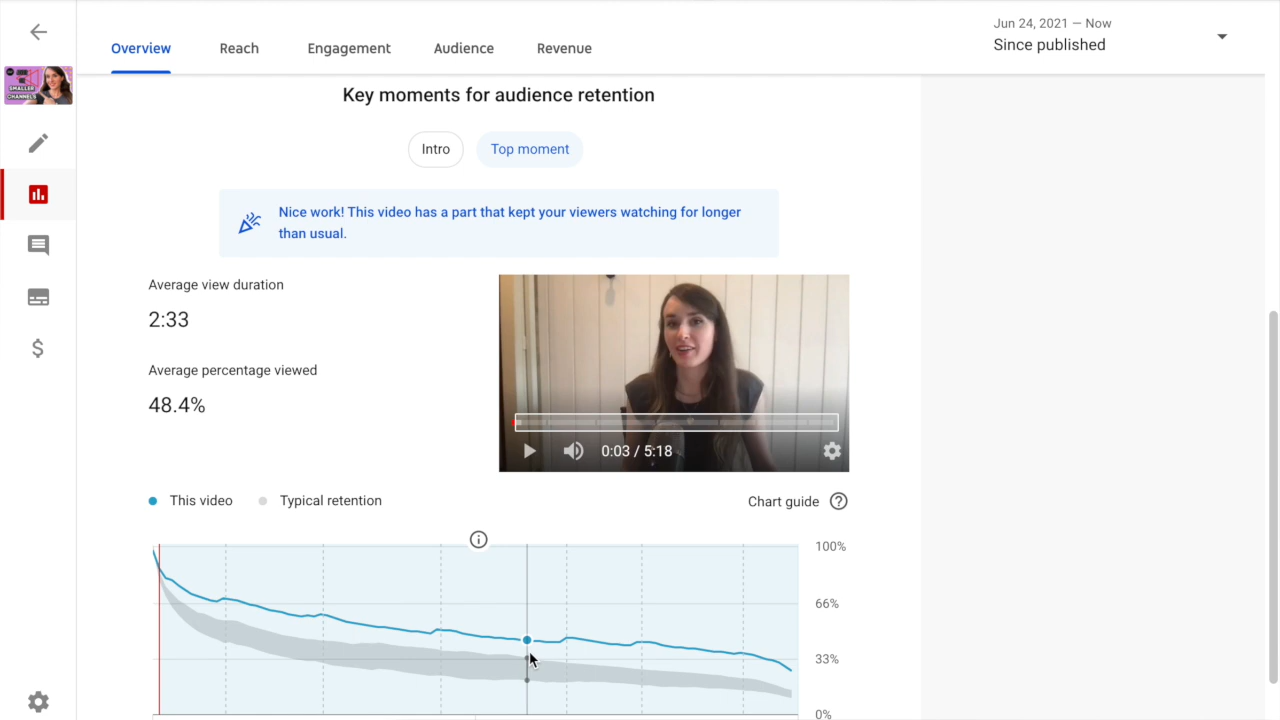 Overview Reach Engagement Audience Revenue
Jun 24, 2021 – Now
Since published
SMALLER
CHANNELS
Key moments for audience retention
Intro Top moment
Nice work! This video has a part that kept your viewers watching for longer
than usual.
Average view duration
2:33
Average percentage viewed
48.4%
0:03 / 5:18
This video Typical retention
Chart guide
100%
66%
33%
0%